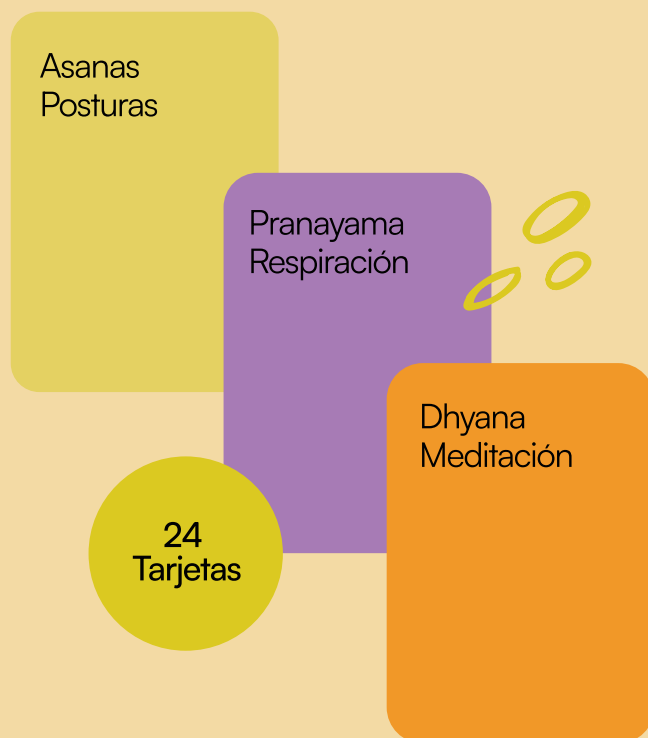 Asanas
Posturas
Pranayama
Respiración
Dhyana
Meditación
24
Tarjetas